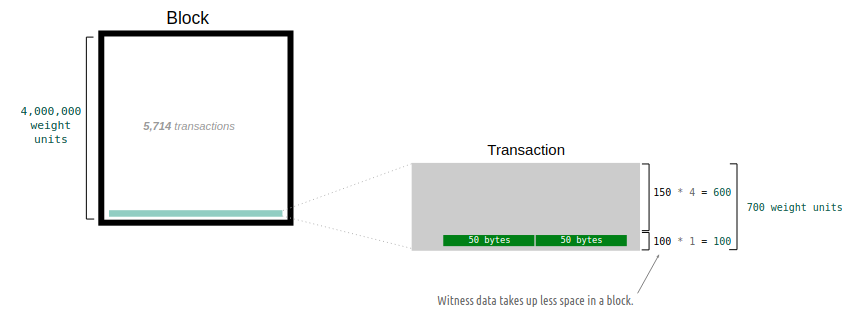 Block
4,000,000
weight
units
5,714 transactions
Transaction
150 * 4 = 600
700 weight units
50 bytes 50 bytes
100 * 1 = 100
Witness data takes up less space in a block.